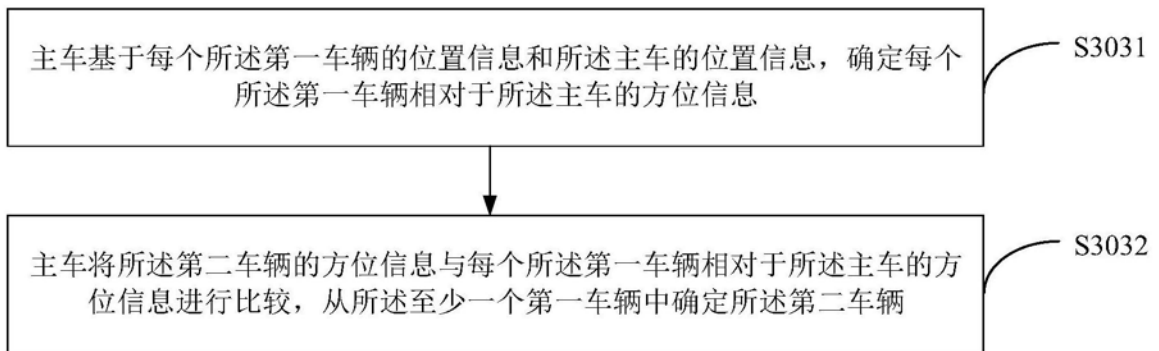 主车基于每个所述第一车辆的位置信息和所述主车的位置信息，确定每个
所述第一车辆相对于所述主车的方位信息
S3031
主车将所述第二车辆的方位信息与每个所述第一车辆相对于所述主车的方
位信息进行比较，从所述至少一个第一车辆中确定所述第二车辆
S3032